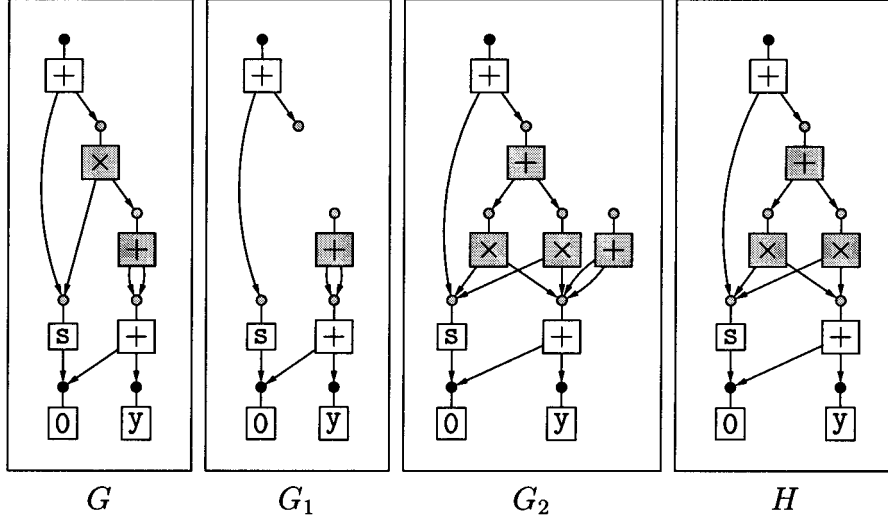 + + + +
× + +
+ + × × + × ×
s + s + s + s +
0 y 0 y 0 y 0 y
G G₁ G₂ H